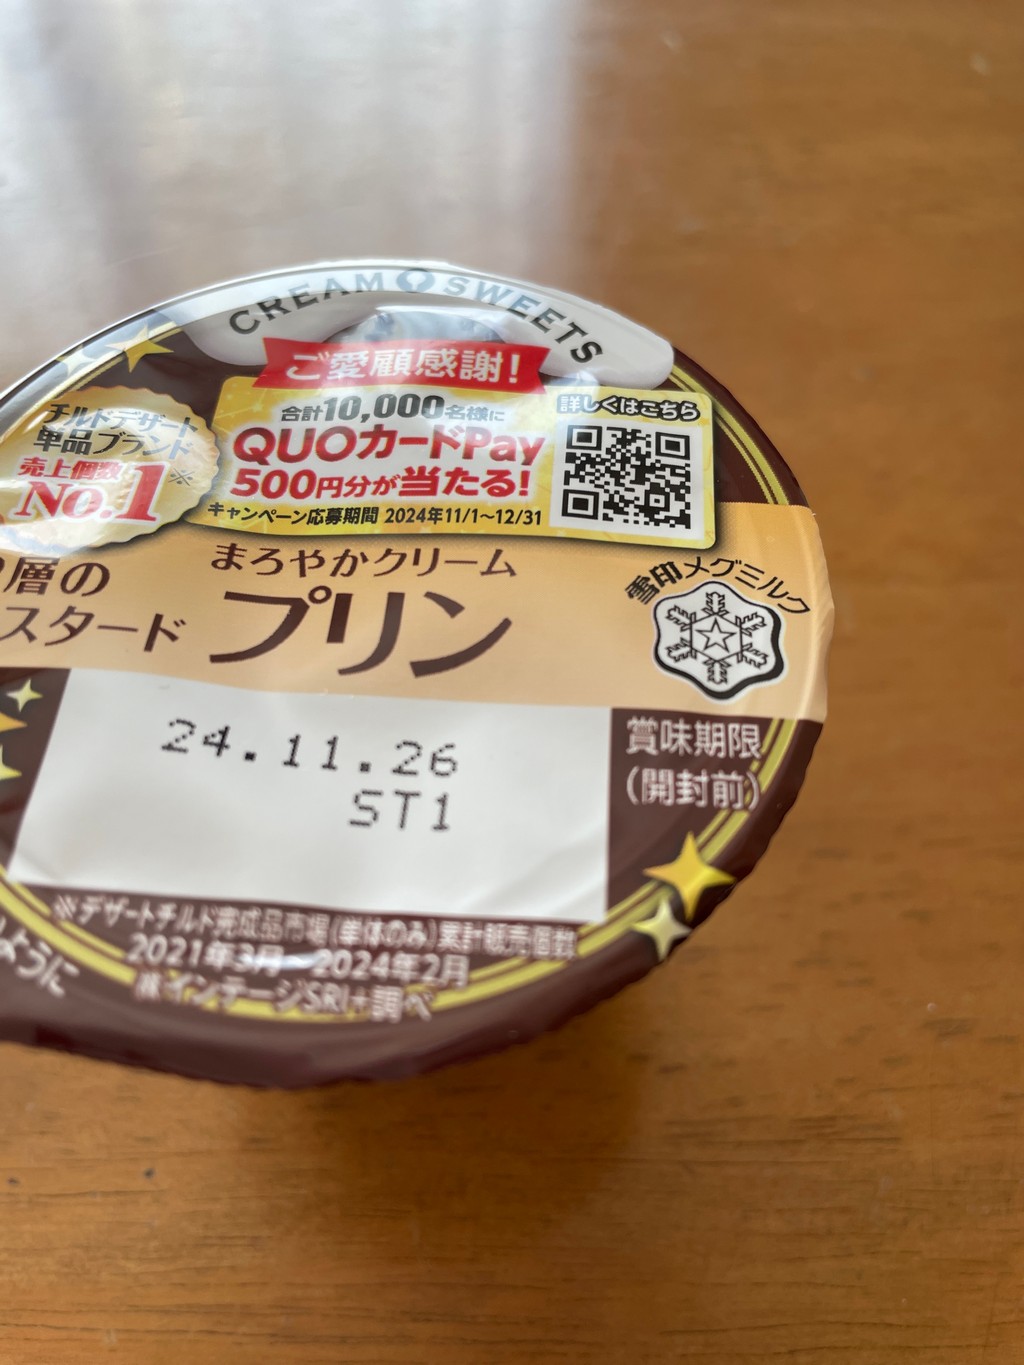 CREAM SWEETS
ご愛顧感謝!
合計10,000名様に
QUOカードPay
500円分が当たる!
キャンペーン応募期間 2024年11/1~12/31
詳しくはこちら
チルドデザート
単品ブランド
売上個数※
No.1
層の
スタード
まろやかクリーム
プリン
雪印メグミルク
24.11.26
ST1
賞味期限
(開封前)
※デザートチルド完成品市場(単体のみ)累計販売個数
2021年3月~2024年2月
㈱インテージSRI+調べ
ように